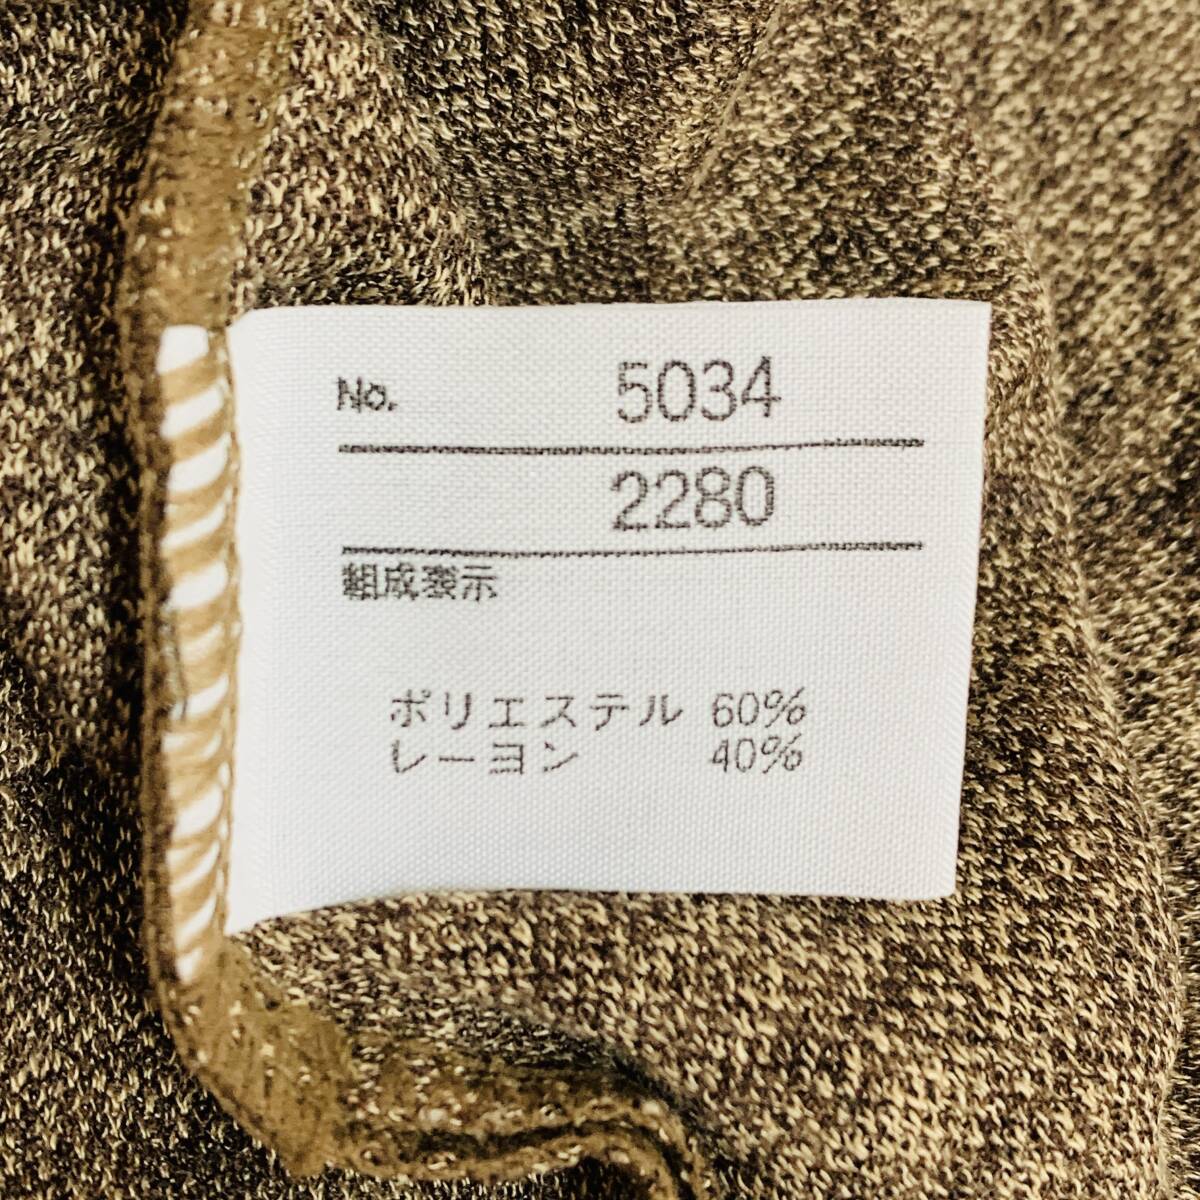 No. 5034
2280
組成表示
ポリエステル 60%
レーヨン 40%